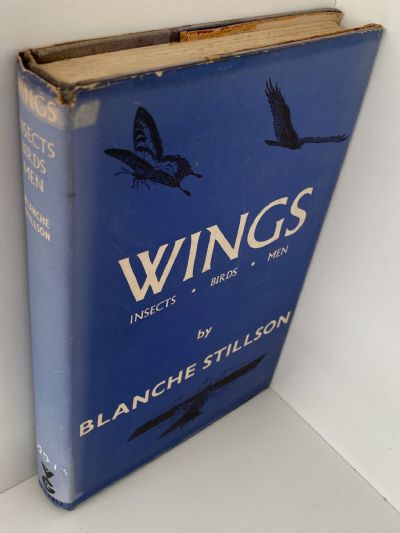 WINGS
INSECTS • BIRDS • MEN
by
BLANCHE STILLSON
WINGS
INSECTS
BIRDS
MEN
BLANCHE
STILLSON